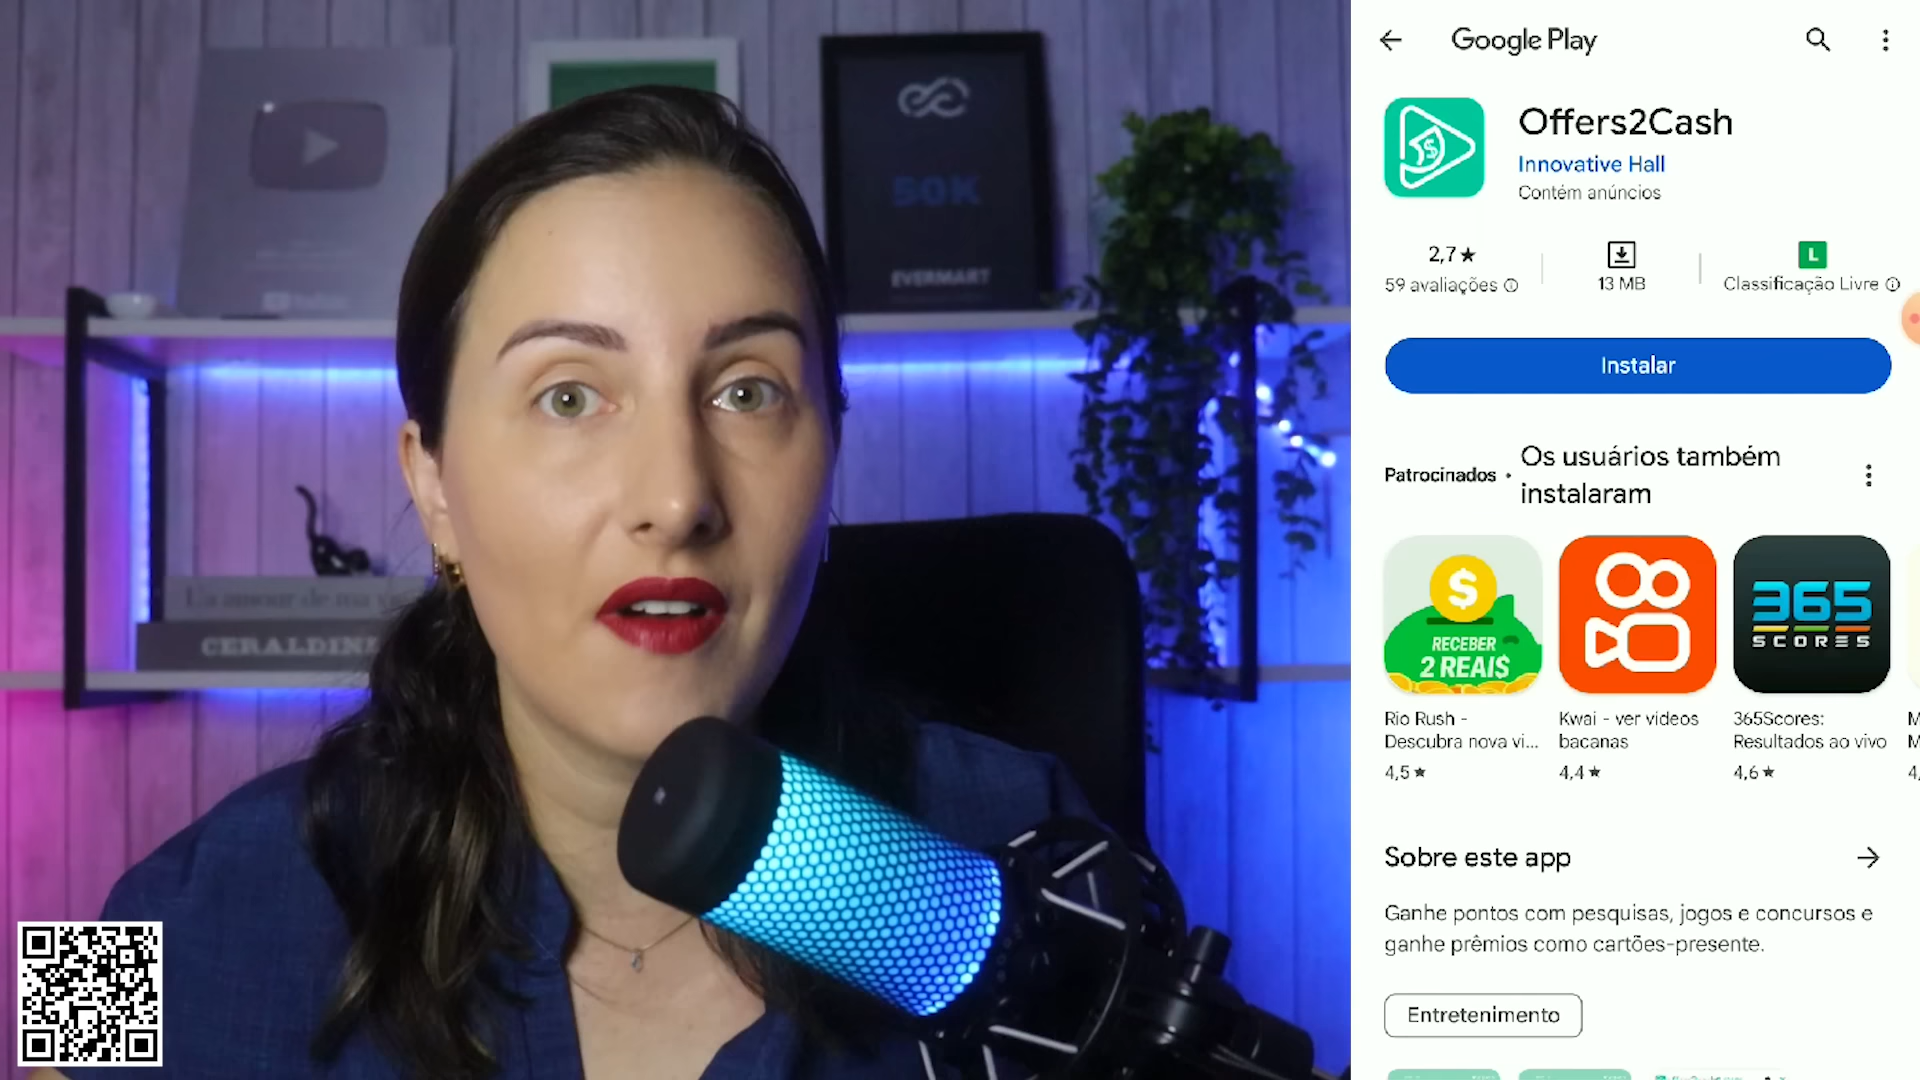 50K
EVERMART
CERALDINE
Google Play
Offers2Cash
Innovative Hall
Contém anúncios
2,7★
59 avaliações
13 MB
L
Classificação Livre
Instalar
Patrocinados •
Os usuários também
instalaram
RECEBER
2 REAI$
365
SCORES
Rio Rush -
Descubra nova vi...
4,5★
Kwai - ver videos
bacanas
4,4★
365Scores:
Resultados ao vivo
4,6★
Sobre este app
Ganhe pontos com pesquisas, jogos e concursos e
ganhe prêmios como cartões-presente.
Entretenimento